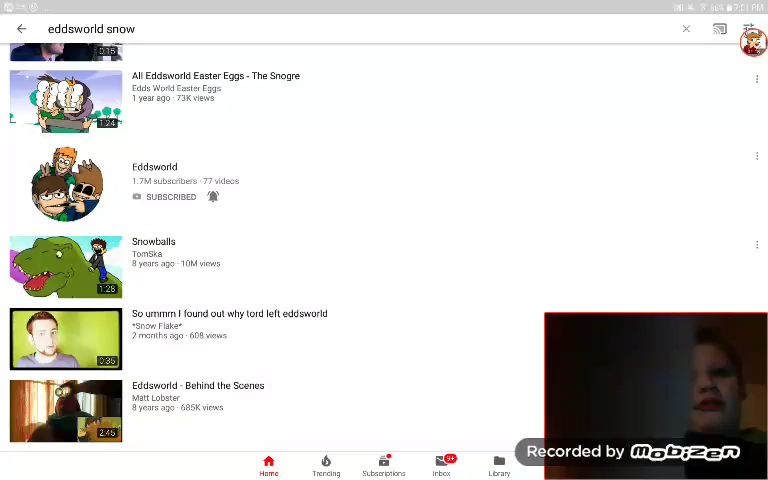 eddsworld snow
0:15
All Eddsworld Easter Eggs - The Snogre
Edds World Easter Eggs
1 year ago · 73K views
1:24
Eddsworld
1.7M subscribers · 77 videos
SUBSCRIBED
Snowballs
TomSka
8 years ago · 10M views
1:28
So ummm I found out why tord left eddsworld
*Snow Flake*
2 months ago · 608 views
0:35
Eddsworld - Behind the Scenes
Matt Lobster
8 years ago · 685K views
2:45
Recorded by Mobizen
Home
Trending
Subscriptions
9+
Inbox
Library